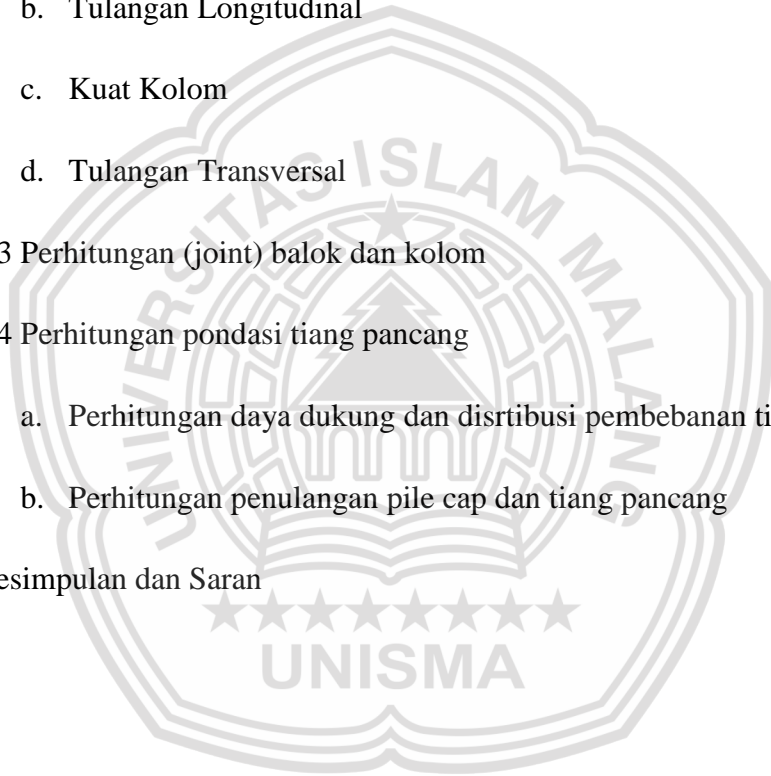 b. Tulangan Longitudinal
c. Kuat Kolom
d. Tulangan Transversal
3 Perhitungan (joint) balok dan kolom
4 Perhitungan pondasi tiang pancang
a. Perhitungan daya dukung dan disrtibusi pembebanan ti
b. Perhitungan penulangan pile cap dan tiang pancang
esimpulan dan Saran
UNIVERSITAS ISLAM MALANG
UNISMA